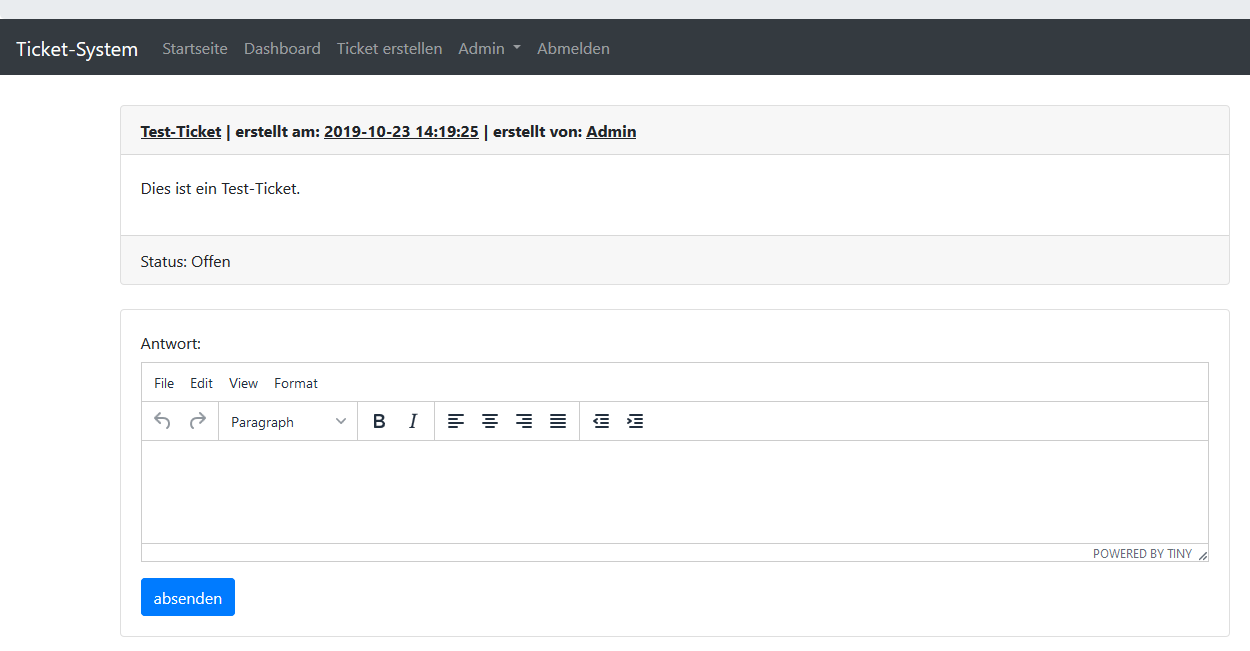 Ticket-System Startseite Dashboard Ticket erstellen Admin Abmelden
Test-Ticket | erstellt am: 2019-10-23 14:19:25 | erstellt von: Admin
Dies ist ein Test-Ticket.
Status: Offen
Antwort:
File Edit View Format
Paragraph B I
POWERED BY TINY
absenden